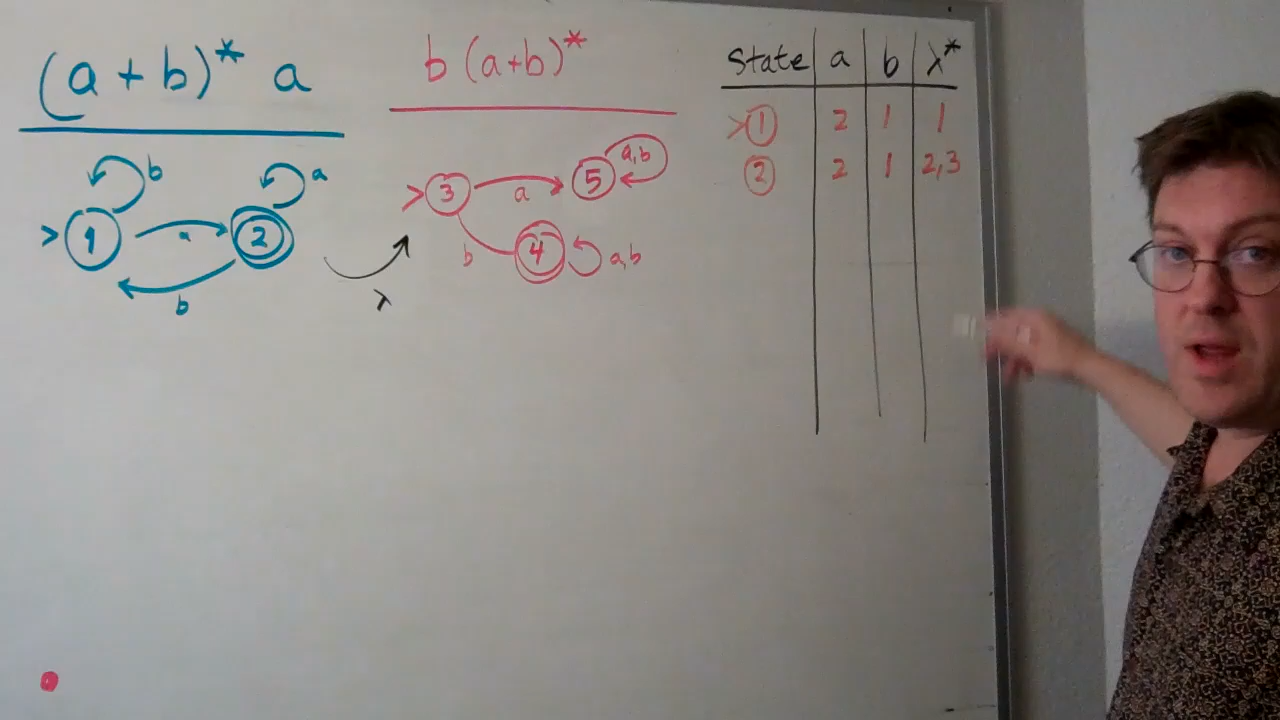 (a + b)* a
b (a+b)*
State a b λ*
>1 2 1 1
2 2 1 2,3
b
a
> 1
a
2
b
λ
> 3
a
5
a,b
b
4
a,b